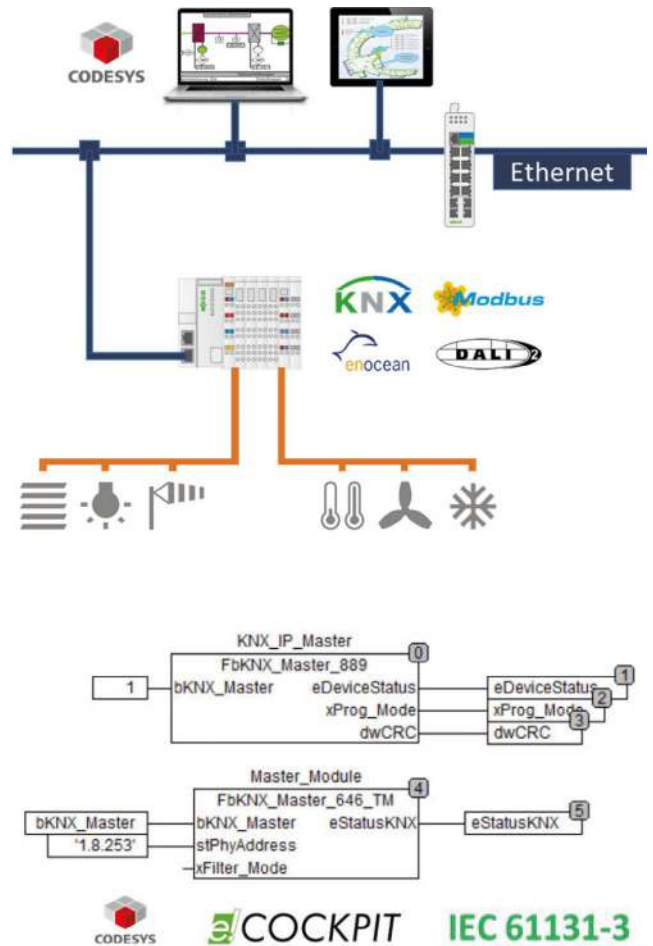 CODESYS
Ethernet
KNX
Modbus
enocean
DALI 2
KNX_IP_Master
0
FbKNX_Master_889
1
bKNX_Master
eDeviceStatus
eDeviceStatus
1
xProg_Mode
xProg_Mode
2
dwCRC
dwCRC
3
Master_Module
4
FbKNX_Master_646_TM
bKNX_Master
bKNX_Master
eStatusKNX
eStatusKNX
5
'1.8.253'
stPhyAddress
xFilter_Mode
CODESYS
e!COCKPIT
IEC 61131-3